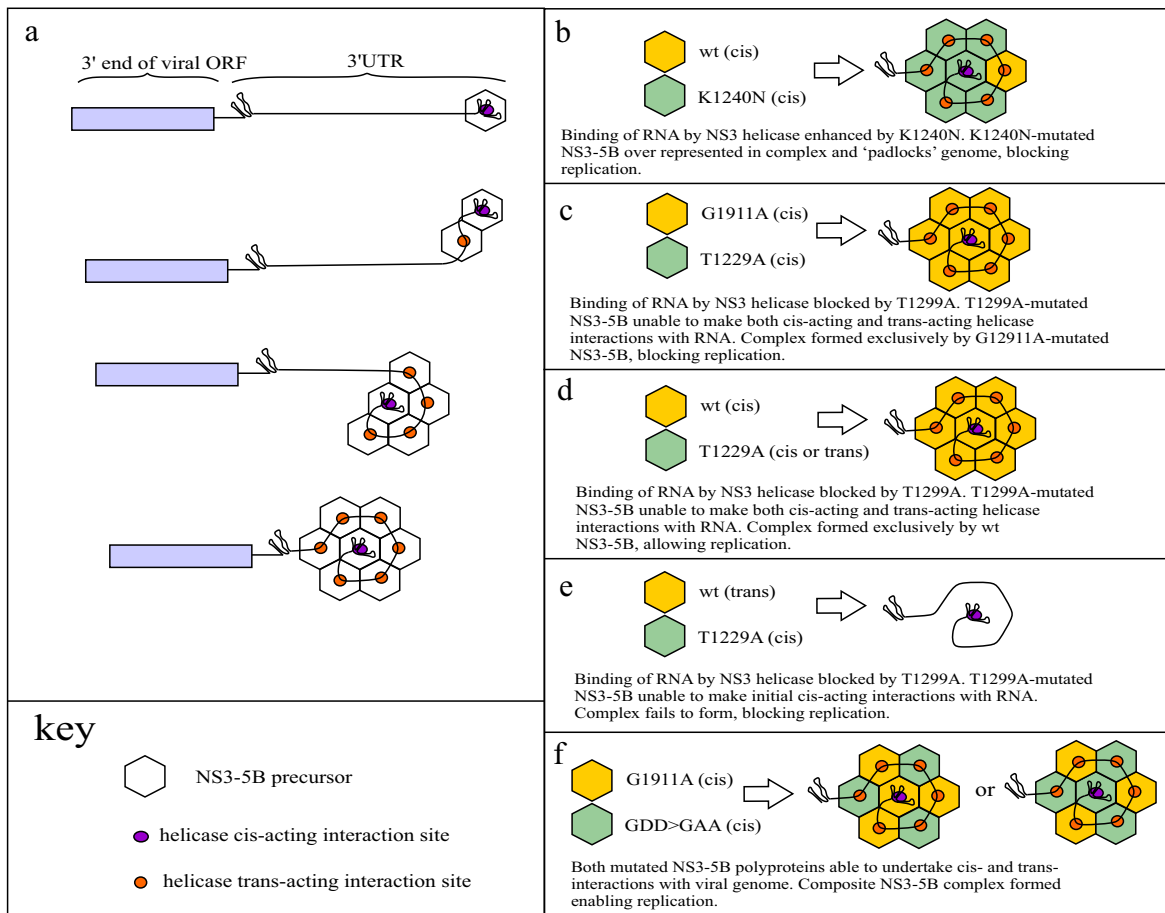 a
3' end of viral ORF
3'UTR
key
NS3-5B precursor
helicase cis-acting interaction site
helicase trans-acting interaction site
b
wt (cis)
K1240N (cis)
Binding of RNA by NS3 helicase enhanced by K1240N. K1240N-mutated
NS3-5B over represented in complex and ‘padlocks’ genome, blocking
replication.
c
G1911A (cis)
T1229A (cis)
Binding of RNA by NS3 helicase blocked by T1299A. T1299A-mutated
NS3-5B unable to make both cis-acting and trans-acting helicase
interactions with RNA. Complex formed exclusively by G12911A-mutated
NS3-5B, blocking replication.
d
wt (cis)
T1229A (cis or trans)
Binding of RNA by NS3 helicase blocked by T1299A. T1299A-mutated
NS3-5B unable to make both cis-acting and trans-acting helicase
interactions with RNA. Complex formed exclusively by wt
NS3-5B, allowing replication.
e
wt (trans)
T1229A (cis)
Binding of RNA by NS3 helicase blocked by T1299A. T1299A-mutated
NS3-5B unable to make initial cis-acting interactions with RNA.
Complex fails to form, blocking replication.
f
G1911A (cis)
GDD>GAA (cis)
or
Both mutated NS3-5B polyproteins able to undertake cis- and trans-
interactions with viral genome. Composite NS3-5B complex formed
enabling replication.